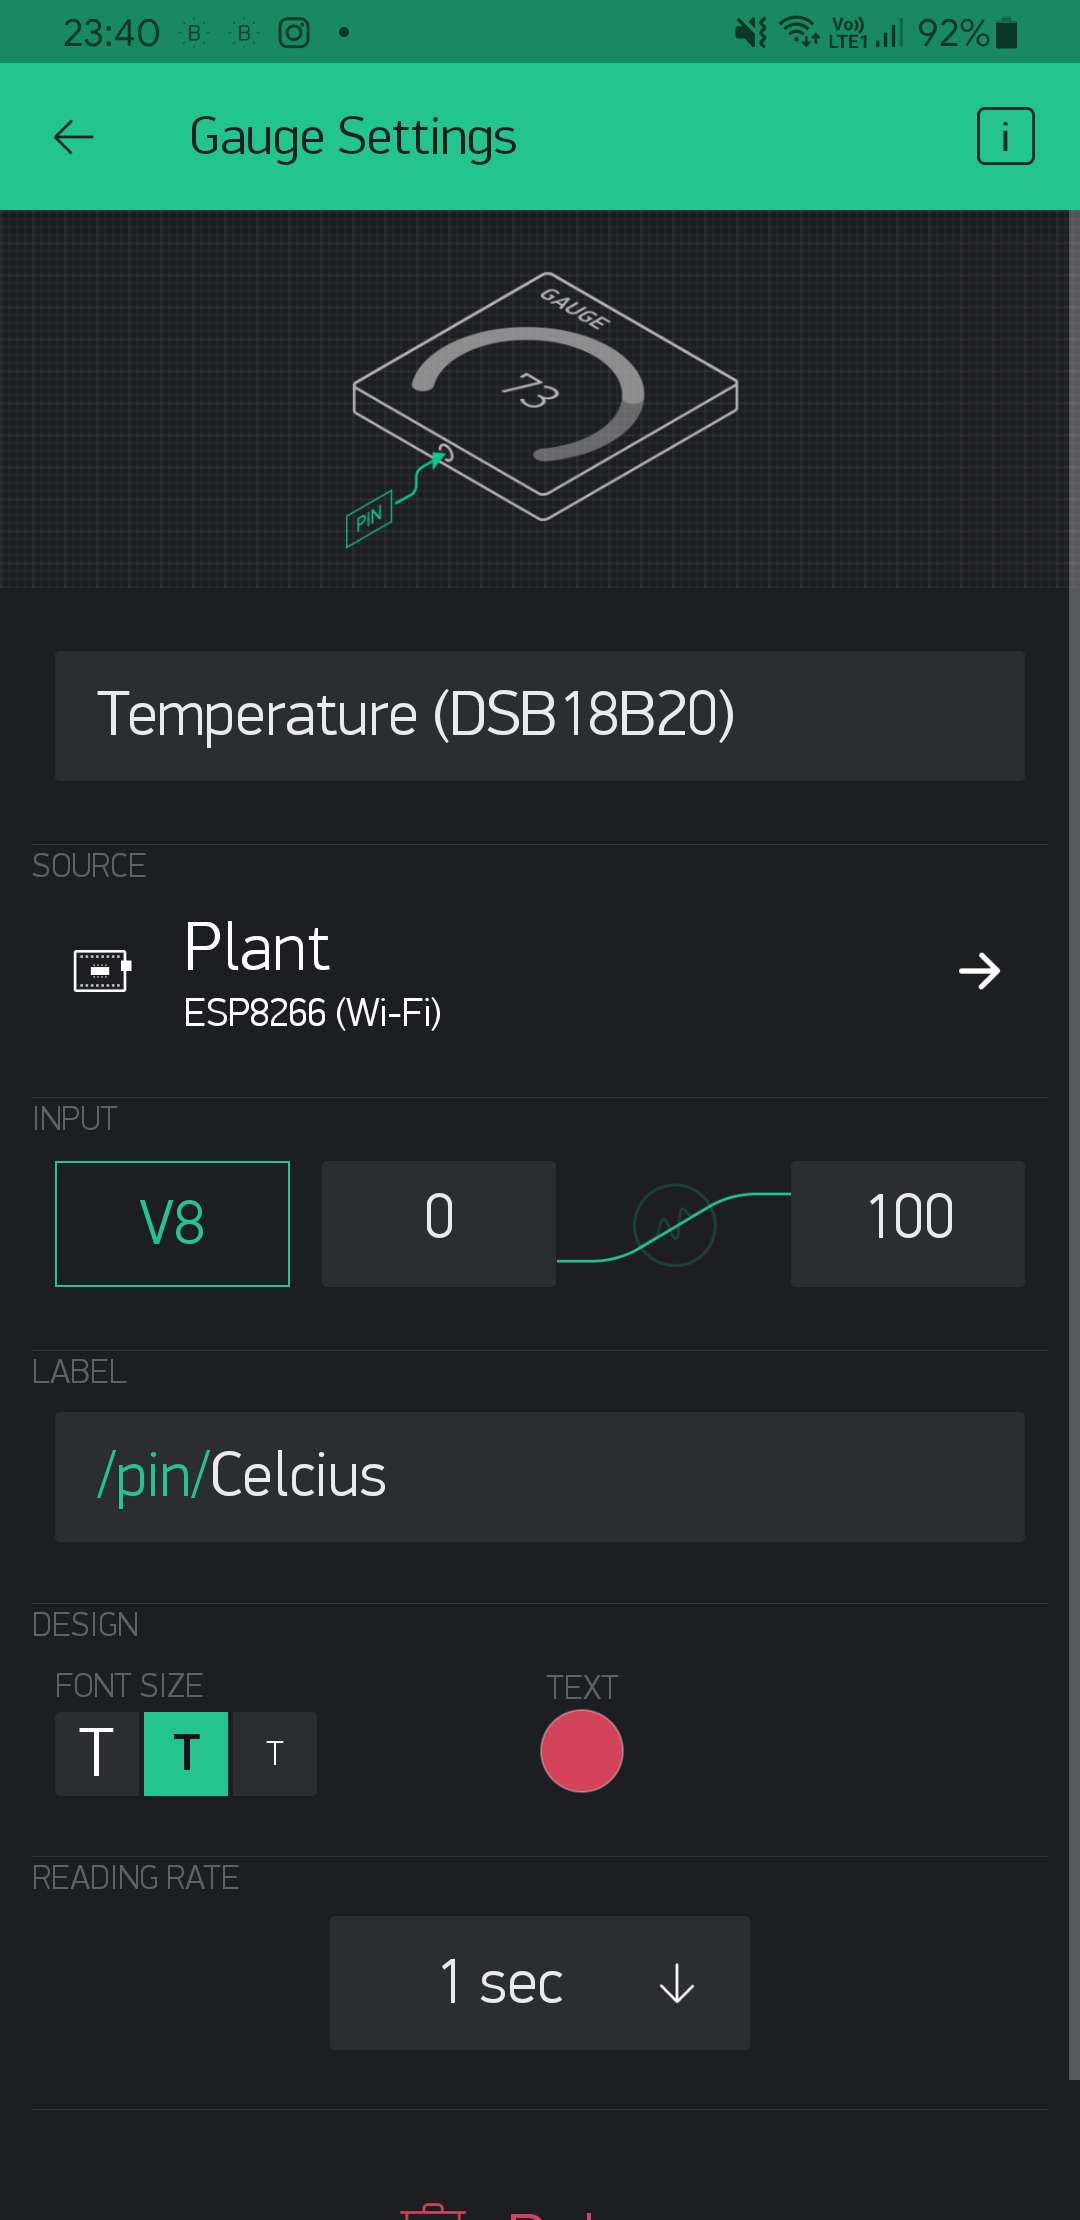 23:40 B B Vo)) LTE1 92%
Gauge Settings i
GAUGE
73
PIN
Temperature (DSB18B20)
SOURCE
Plant
ESP8266 (Wi-Fi)
INPUT
V8 0 100
LABEL
/pin/Celcius
DESIGN
FONT SIZE TEXT
T T T
READING RATE
1 sec